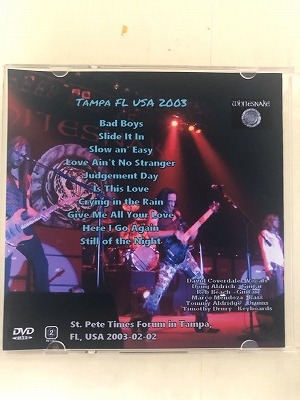 TAMPA FL USA 2003
WHITESNAKE
Bad Boys
Slide It In
Slow an' Easy
Love Ain't No Stranger
Judgement Day
Is This Love
Crynig in the Rain
Give Me All Your Love
Here I Go Again
Still of the Night
David Coverdale Vocals
Doug Aldrich Guitar
Reb Beach - Guitar
Marco Mendoza Bass
Tommy Aldridge Drums
Timothy Drury - Keyboards
DVD
2
St. Pete Times Forum in Tampa,
FL, USA 2003-02-02